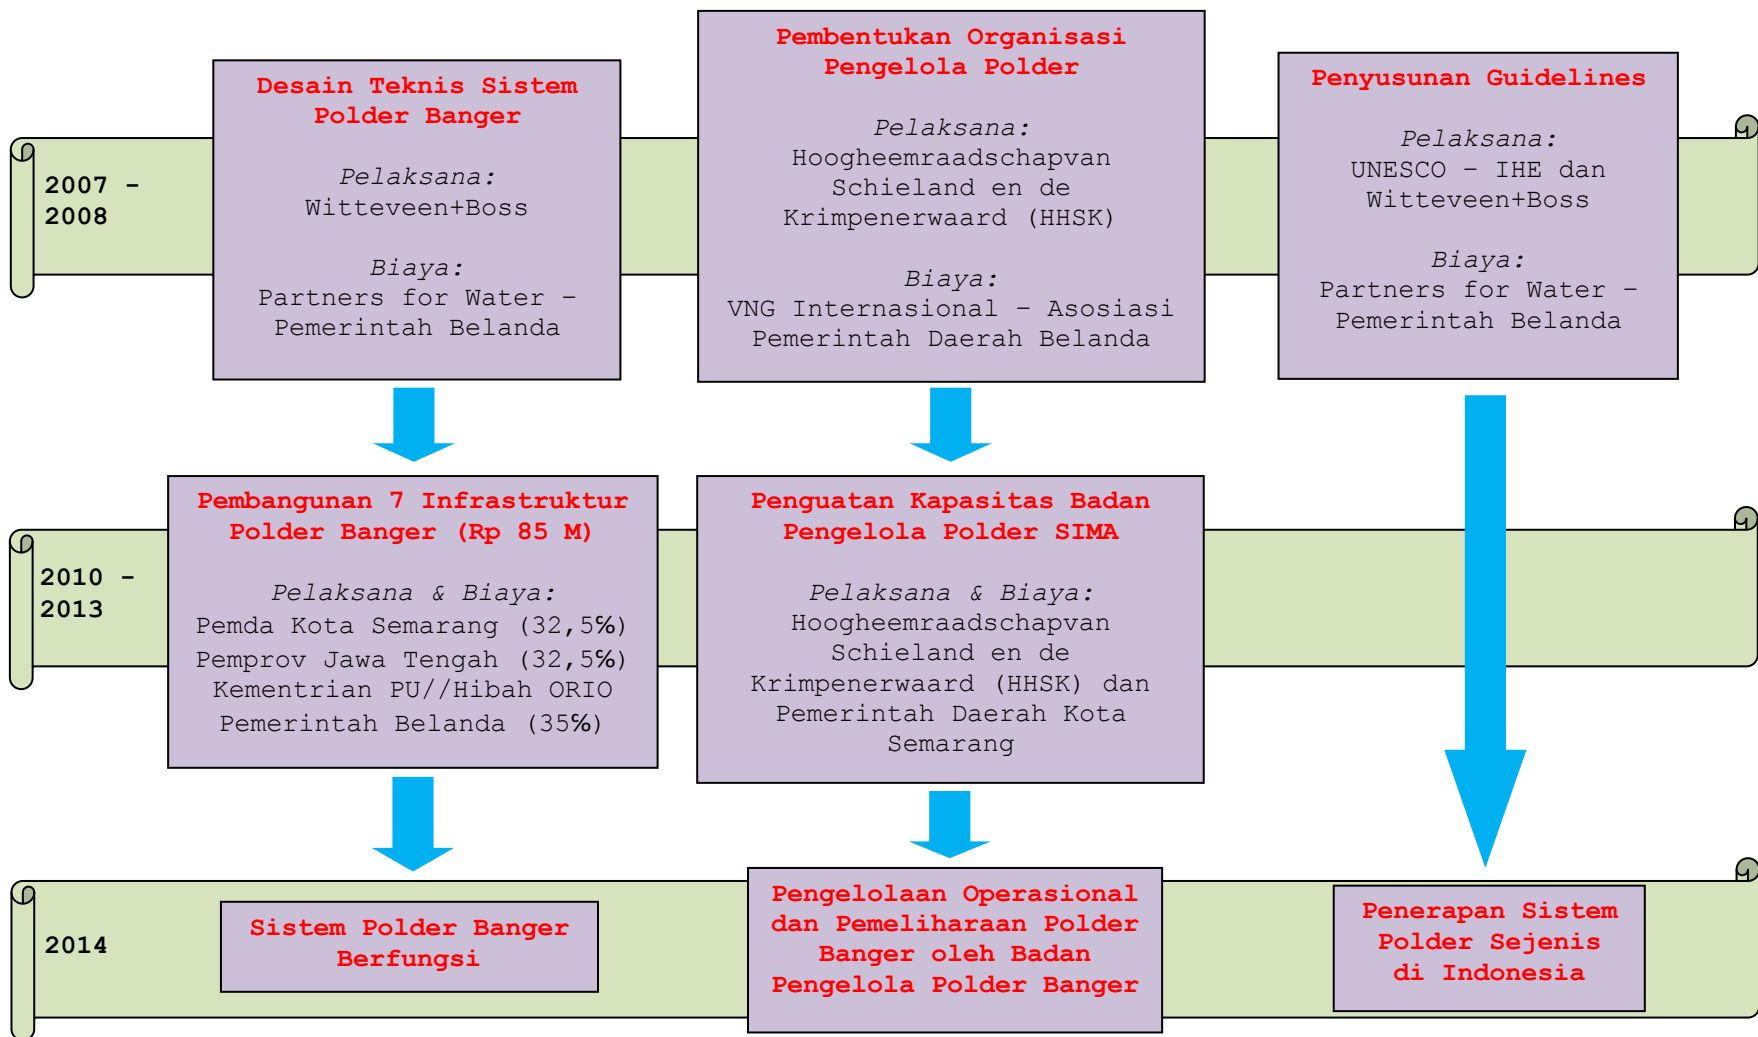 2007 -
2008
Desain Teknis Sistem
Polder Banger
Pelaksana:
Witteveen+Boss
Biaya:
Partners for Water –
Pemerintah Belanda
Pembentukan Organisasi
Pengelola Polder
Pelaksana:
Hoogheemraadschapvan
Schieland en de
Krimpenerwaard (HHSK)
Biaya:
VNG Internasional – Asosiasi
Pemerintah Daerah Belanda
Penyusunan Guidelines
Pelaksana:
UNESCO – IHE dan
Witteveen+Boss
Biaya:
Partners for Water –
Pemerintah Belanda
2010 -
2013
Pembangunan 7 Infrastruktur
Polder Banger (Rp 85 M)
Pelaksana & Biaya:
Pemda Kota Semarang (32,5℅)
Pemprov Jawa Tengah (32,5℅)
Kementrian PU//Hibah ORIO
Pemerintah Belanda (35℅)
Penguatan Kapasitas Badan
Pengelola Polder SIMA
Pelaksana & Biaya:
Hoogheemraadschapvan
Schieland en de
Krimpenerwaard (HHSK) dan
Pemerintah Daerah Kota
Semarang
2014
Sistem Polder Banger
Berfungsi
Pengelolaan Operasional
dan Pemeliharaan Polder
Banger oleh Badan
Pengelola Polder Banger
Penerapan Sistem
Polder Sejenis
di Indonesia